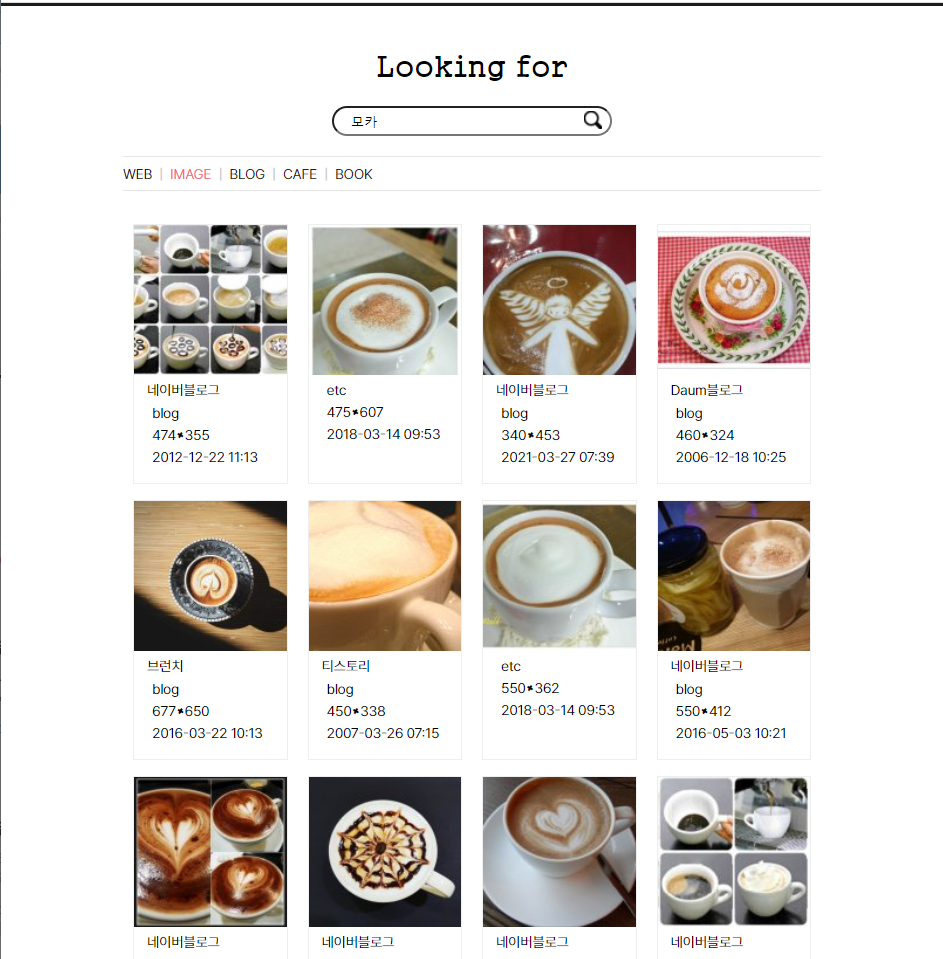 Looking for
모카
WEB | IMAGE | BLOG | CAFE | BOOK
네이버블로그
blog
474*355
2012-12-22 11:13
etc
475*607
2018-03-14 09:53
네이버블로그
blog
340*453
2021-03-27 07:39
Daum블로그
blog
460*324
2006-12-18 10:25
브런치
blog
677*650
2016-03-22 10:13
티스토리
blog
450*338
2007-03-26 07:15
etc
550*362
2018-03-14 09:53
네이버블로그
blog
550*412
2016-05-03 10:21
네이버블로그
네이버블로그
네이버블로그
네이버블로그